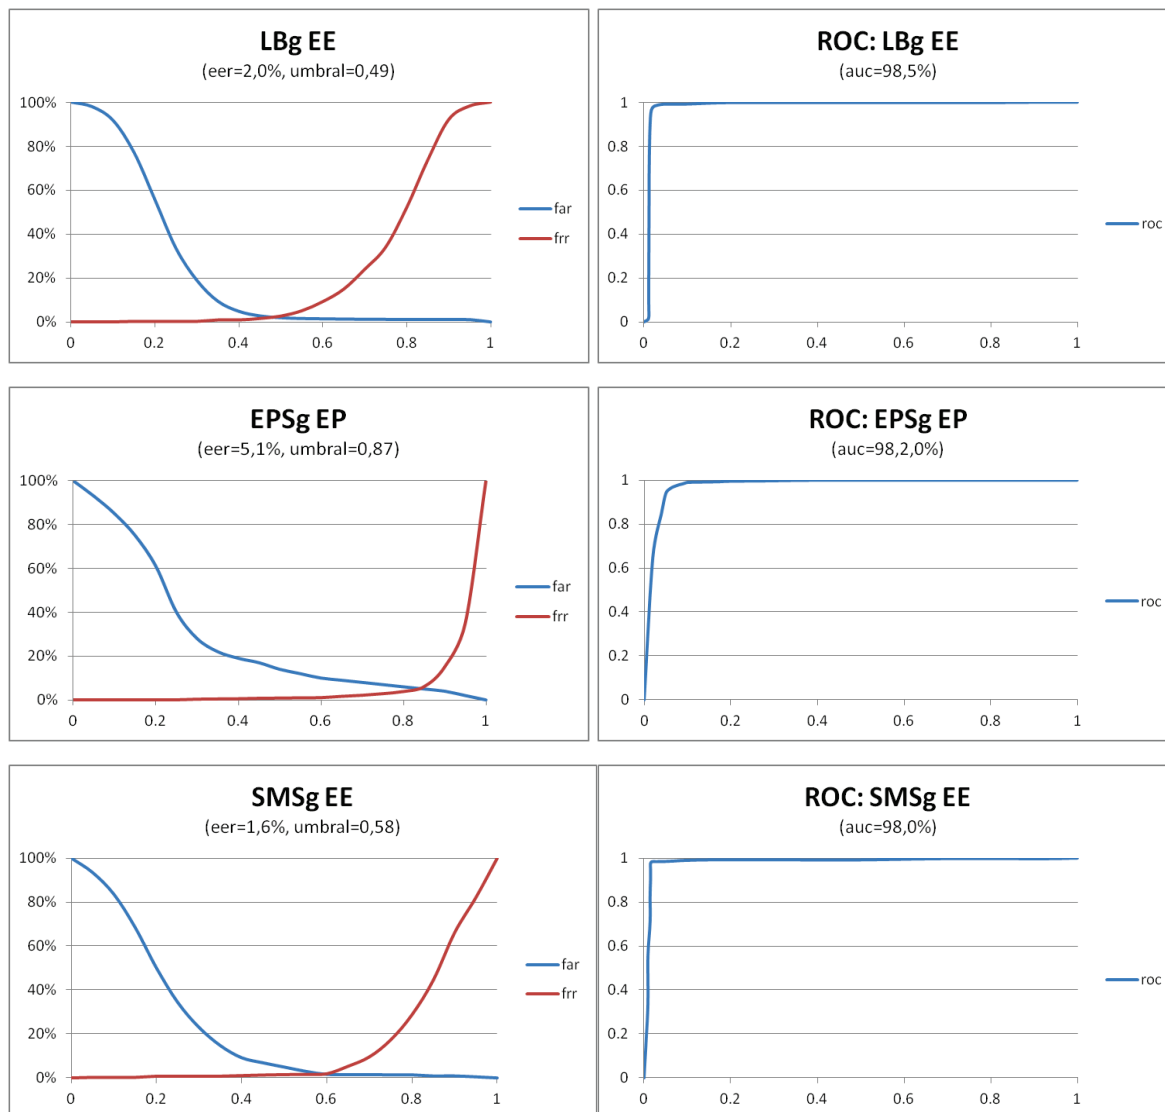 LBg EE
(eer=2,0%, umbral=0,49)
100%
80%
60%
40%
20%
0%
0 0.2 0.4 0.6 0.8 1
far
frr
ROC: LBg EE
(auc=98,5%)
1
0.8
0.6
0.4
0.2
0
0 0.2 0.4 0.6 0.8 1
roc
EPSg EP
(eer=5,1%, umbral=0,87)
100%
80%
60%
40%
20%
0%
0 0.2 0.4 0.6 0.8 1
far
frr
ROC: EPSg EP
(auc=98,2,0%)
1
0.8
0.6
0.4
0.2
0
0 0.2 0.4 0.6 0.8 1
roc
SMSg EE
(eer=1,6%, umbral=0,58)
100%
80%
60%
40%
20%
0%
0 0.2 0.4 0.6 0.8 1
far
frr
ROC: SMSg EE
(auc=98,0%)
1
0.8
0.6
0.4
0.2
0
0 0.2 0.4 0.6 0.8 1
roc